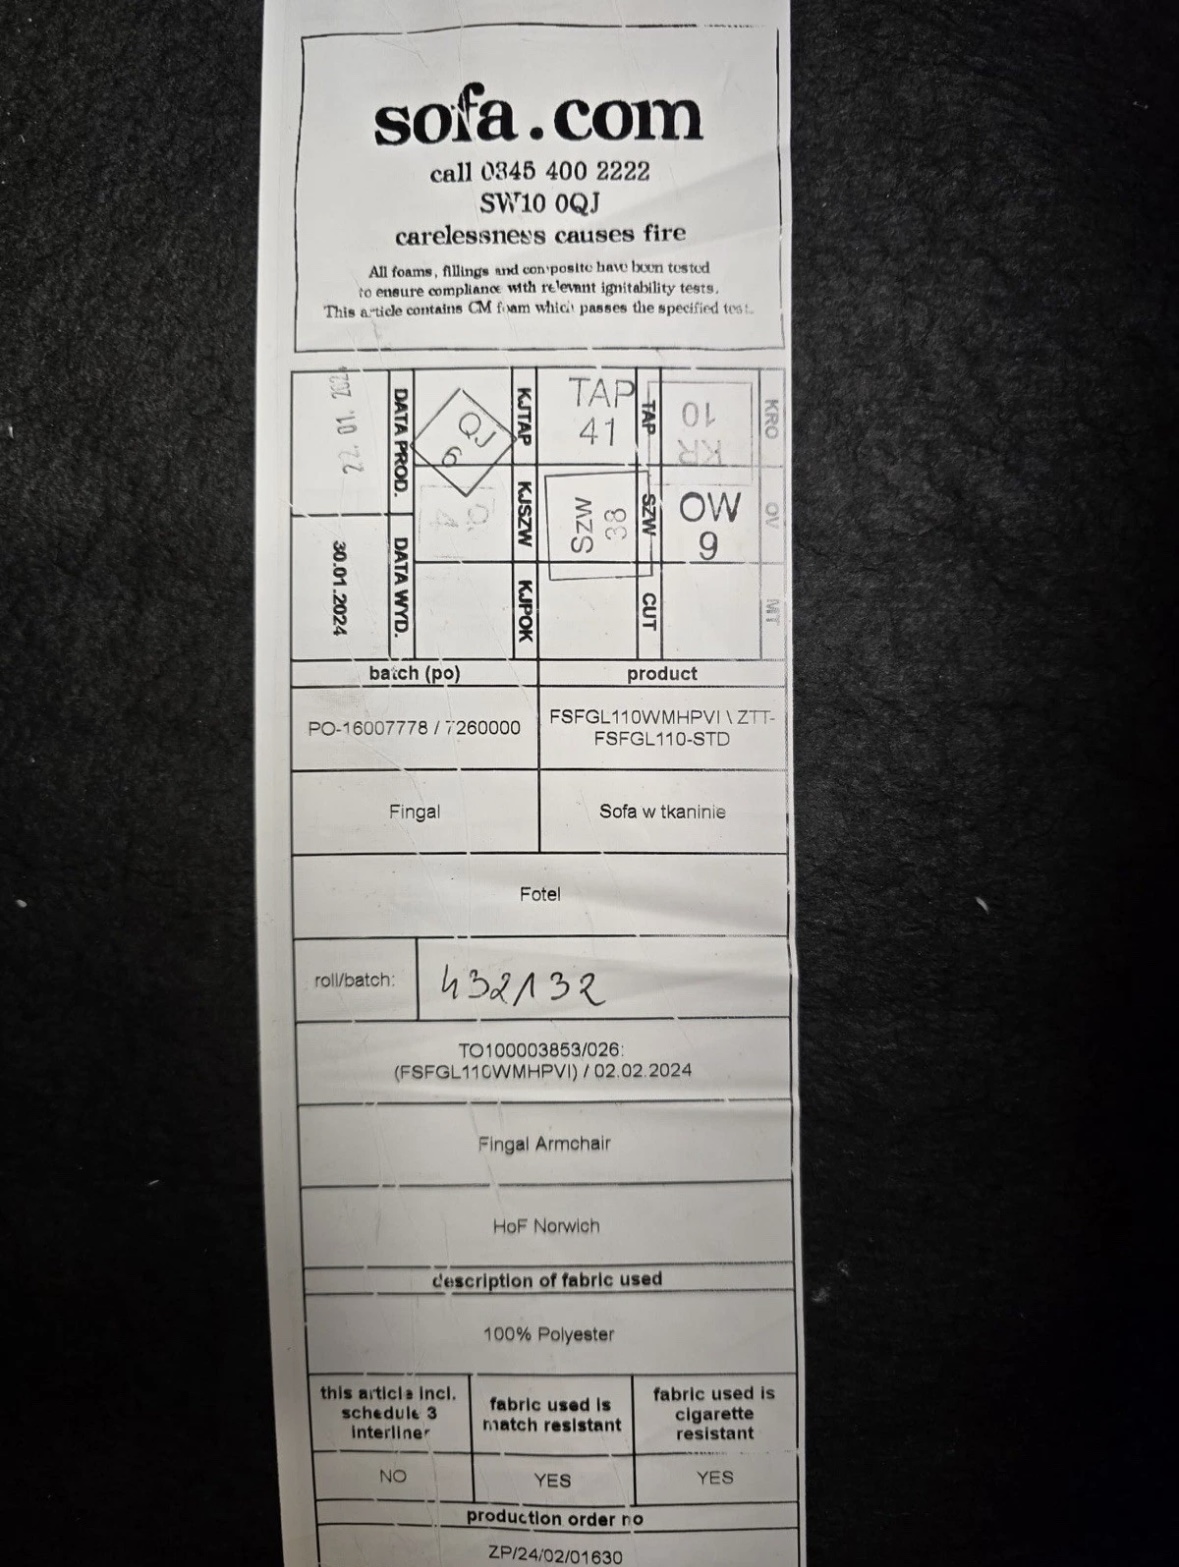 sofa.com
call 0345 400 2222
SW10 0QJ
carelessness causes fire
All foams, fillings and composite have been tested
to ensure compliance with relevant ignitability tests.
This article contains CM foam which passes the specified test.
KRO
OV
MT
10
KR
OW
9
TAP
SZW
CUT
TAP
41
Szw
38
KJTAP
KJSZW
KJPOK
QJ
6
DATA PROD.
DATA WYD.
30.01.2024
batch (po)
product
PO-16007778 / 7260000
FSFGL110WMHPVI \ ZTT-
FSFGL110-STD
Fingal
Sofa w tkaninie
Fotel
roll/batch:
432132
TO100003853/026:
(FSFGL110WMHPVI) / 02.02.2024
Fingal Armchair
HoF Norwich
description of fabric used
100% Polyester
this article incl.
schedule 3
interliner
fabric used is
match resistant
fabric used is
cigarette
resistant
NO
YES
YES
production order no
ZP/24/02/01630